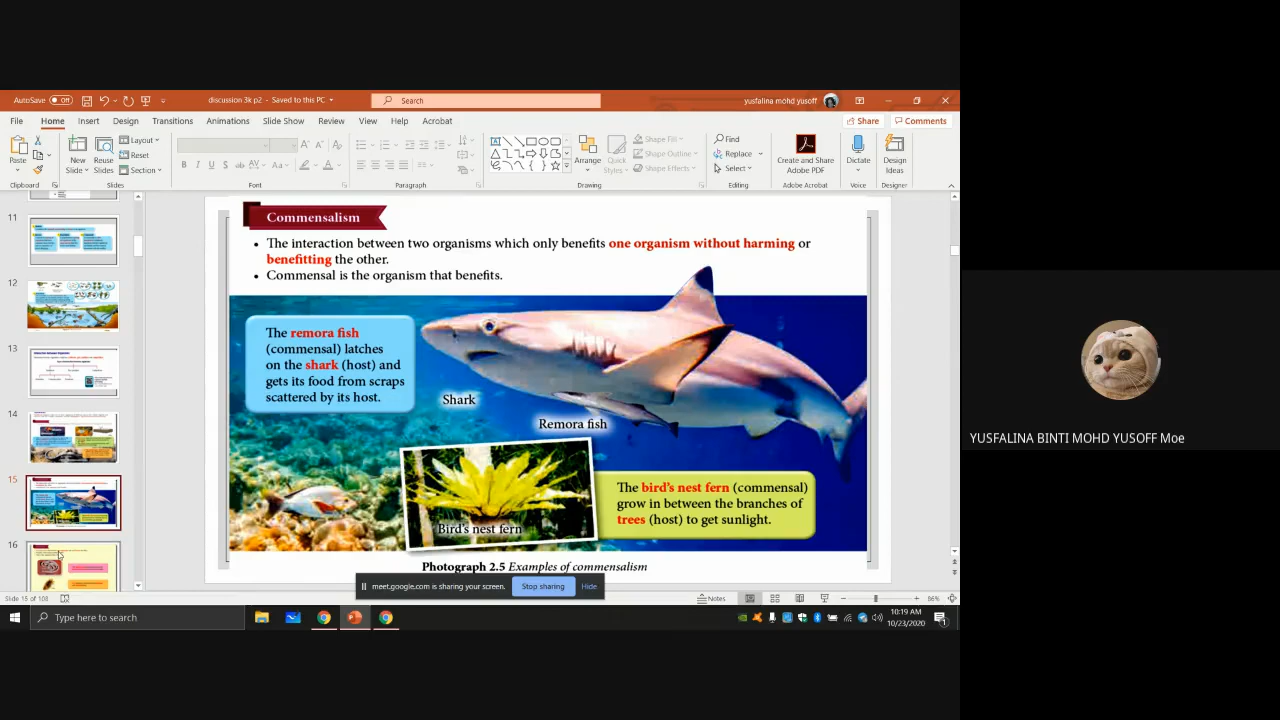 AutoSave Off
discussion 3k p2 - Saved to this PC
Search
yusfalina mohd yusoff
File Home Insert Design Transitions Animations Slide Show Review View Help Acrobat
Share Comments
Paste
New Slide
Reuse Slides
Layout
Reset
Section
B I U S ab AV Aa A
Arrange
Quick Styles
Shape Fill
Shape Outline
Shape Effects
Find
Replace
Select
Create and Share Adobe PDF
Dictate
Design Ideas
Clipboard Slides Font Paragraph Drawing Editing Adobe Acrobat Voice Designer
11
12
13
14
15
16
Commensalism
• The interaction between two organisms which only benefits one organism without harming or
benefitting the other.
• Commensal is the organism that benefits.
The remora fish
(commensal) latches
on the shark (host) and
gets its food from scraps
scattered by its host.
Shark
Remora fish
Bird's nest fern
The bird's nest fern (commensal)
grow in between the branches of
trees (host) to get sunlight.
Photograph 2.5 Examples of commensalism
meet.google.com is sharing your screen. Stop sharing Hide
Slide 15 of 108
Notes
86%
Type here to search
10:19 AM
10/23/2020
YUSFALINA BINTI MOHD YUSOFF Moe